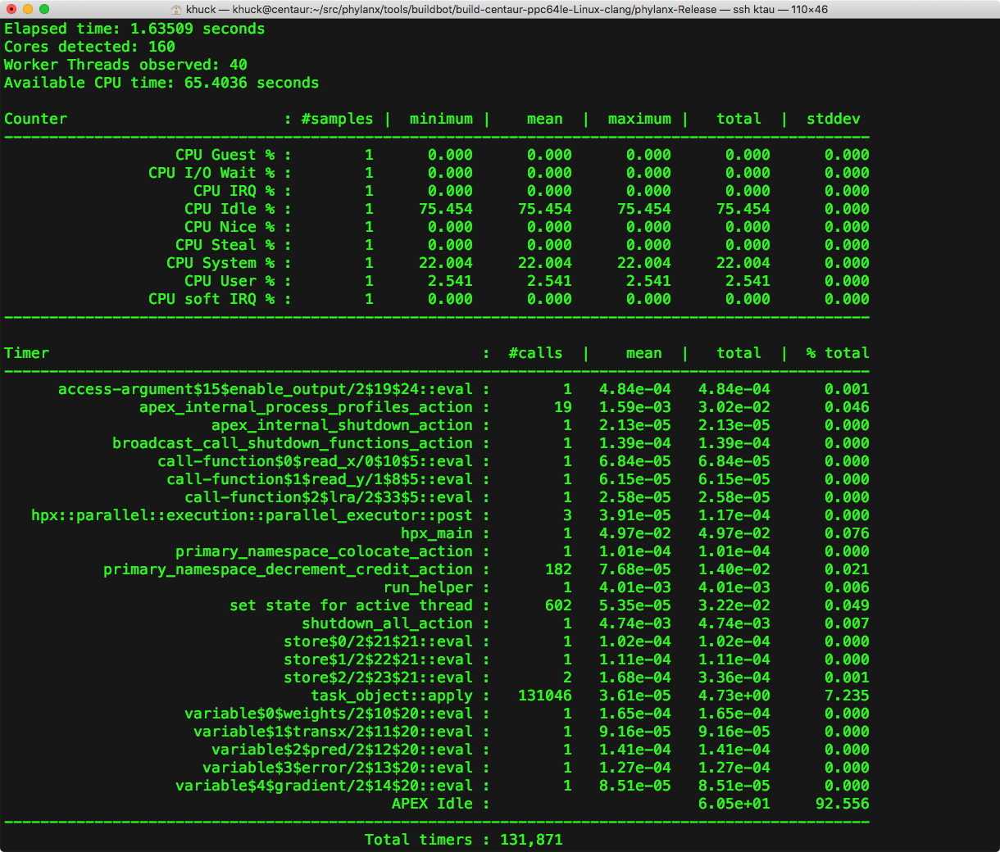 khuck — khuck@centaur:~/src/phylanx/tools/buildbot/build-centaur-ppc64le-Linux-clang/phylanx-Release — ssh ktau — 110×46
Elapsed time: 1.63509 seconds
Cores detected: 160
Worker Threads observed: 40
Available CPU time: 65.4036 seconds
Counter : #samples | minimum | mean | maximum | total | stddev
------------------------------------------------------------------------------------------------
CPU Guest % : 1 0.000 0.000 0.000 0.000 0.000
CPU I/O Wait % : 1 0.000 0.000 0.000 0.000 0.000
CPU IRQ % : 1 0.000 0.000 0.000 0.000 0.000
CPU Idle % : 1 75.454 75.454 75.454 75.454 0.000
CPU Nice % : 1 0.000 0.000 0.000 0.000 0.000
CPU Steal % : 1 0.000 0.000 0.000 0.000 0.000
CPU System % : 1 22.004 22.004 22.004 22.004 0.000
CPU User % : 1 2.541 2.541 2.541 2.541 0.000
CPU soft IRQ % : 1 0.000 0.000 0.000 0.000 0.000
------------------------------------------------------------------------------------------------
Timer : #calls | mean | total | % total
------------------------------------------------------------------------------------------------
access-argument$15$enable_output/2$19$24::eval : 1 4.84e-04 4.84e-04 0.001
apex_internal_process_profiles_action : 19 1.59e-03 3.02e-02 0.046
apex_internal_shutdown_action : 1 2.13e-05 2.13e-05 0.000
broadcast_call_shutdown_functions_action : 1 1.39e-04 1.39e-04 0.000
call-function$0$read_x/0$10$5::eval : 1 6.84e-05 6.84e-05 0.000
call-function$1$read_y/1$8$5::eval : 1 6.15e-05 6.15e-05 0.000
call-function$2$lra/2$33$5::eval : 1 2.58e-05 2.58e-05 0.000
hpx::parallel::execution::parallel_executor::post : 3 3.91e-05 1.17e-04 0.000
hpx_main : 1 4.97e-02 4.97e-02 0.076
primary_namespace_colocate_action : 1 1.01e-04 1.01e-04 0.000
primary_namespace_decrement_credit_action : 182 7.68e-05 1.40e-02 0.021
run_helper : 1 4.01e-03 4.01e-03 0.006
set state for active thread : 602 5.35e-05 3.22e-02 0.049
shutdown_all_action : 1 4.74e-03 4.74e-03 0.007
store$0/2$21$21::eval : 1 1.02e-04 1.02e-04 0.000
store$1/2$22$21::eval : 1 1.11e-04 1.11e-04 0.000
store$2/2$23$21::eval : 2 1.68e-04 3.36e-04 0.001
task_object::apply : 131046 3.61e-05 4.73e+00 7.235
variable$0$weights/2$10$20::eval : 1 1.65e-04 1.65e-04 0.000
variable$1$transx/2$11$20::eval : 1 9.16e-05 9.16e-05 0.000
variable$2$pred/2$12$20::eval : 1 1.41e-04 1.41e-04 0.000
variable$3$error/2$13$20::eval : 1 1.27e-04 1.27e-04 0.000
variable$4$gradient/2$14$20::eval : 1 8.51e-05 8.51e-05 0.000
APEX Idle : 6.05e+01 92.556
------------------------------------------------------------------------------------------------
Total timers : 131,871